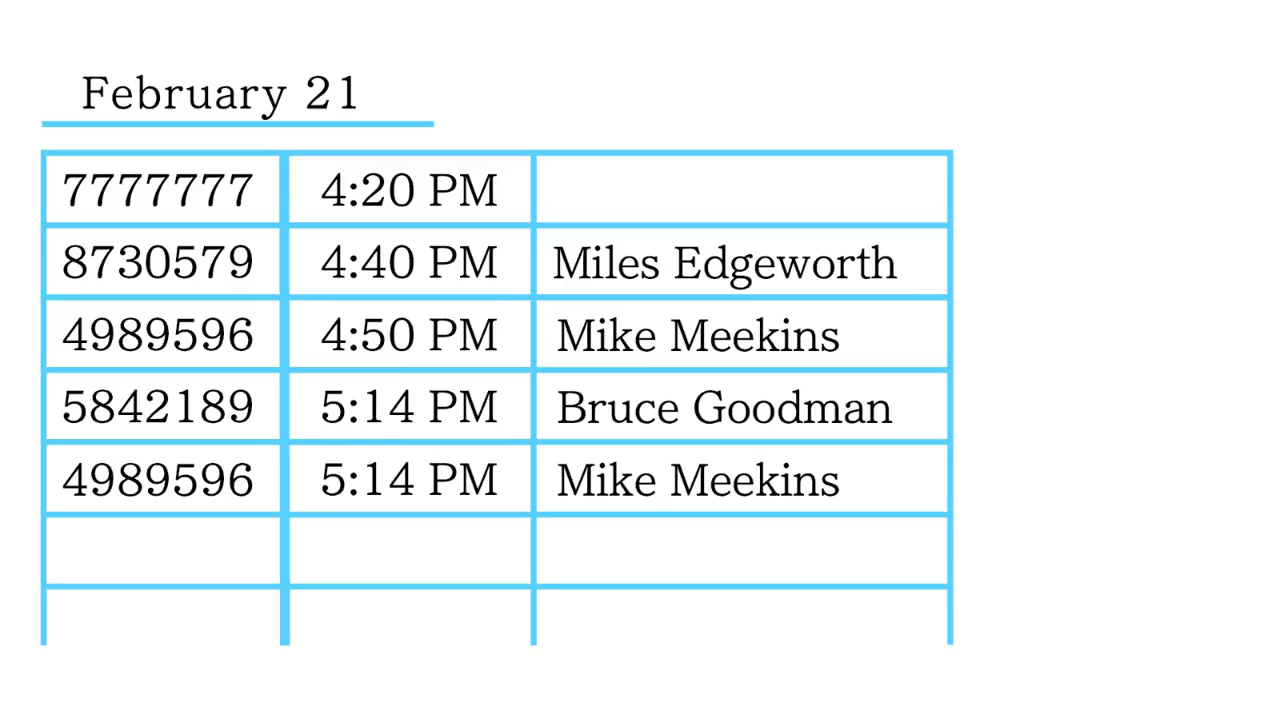 February 21
7777777 4:20 PM
8730579 4:40 PM Miles Edgeworth
4989596 4:50 PM Mike Meekins
5842189 5:14 PM Bruce Goodman
4989596 5:14 PM Mike Meekins